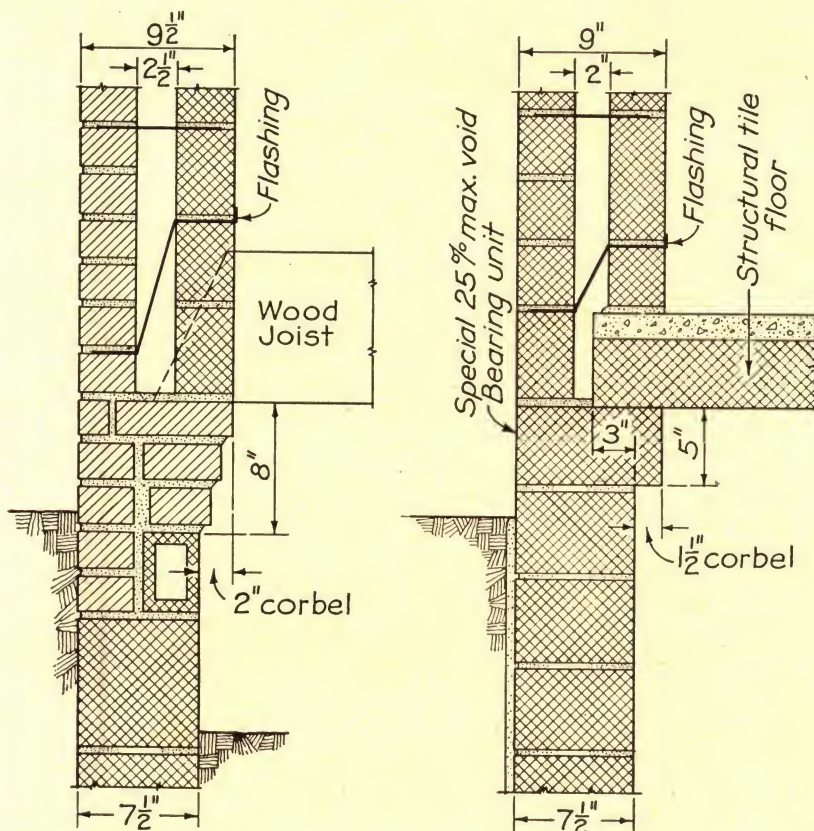 9½"
2½"
Flashing
Wood
Joist
8"
2" corbel
7½"
9"
2"
Flashing
Structural tile
floor
Special 25% max. void
Bearing unit
3"
5"
1½" corbel
7½"